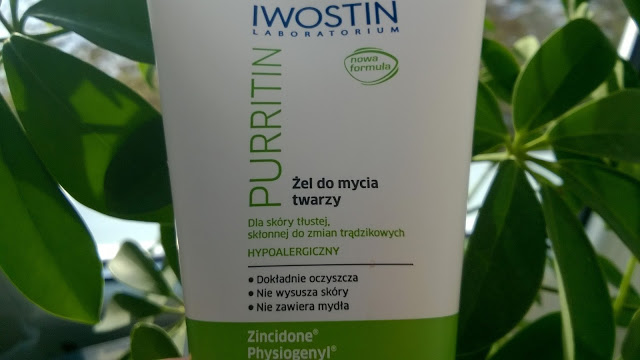 IWOSTIN
LABORATORIUM
nowa
formuła
PURRITIN
Żel do mycia
twarzy
Dla skóry tłustej,
skłonnej do zmian trądzikowych
HYPOALERGICZNY
• Dokładnie oczyszcza
• Nie wysusza skóry
• Nie zawiera mydła
Zincidone®
Physiogenyl®